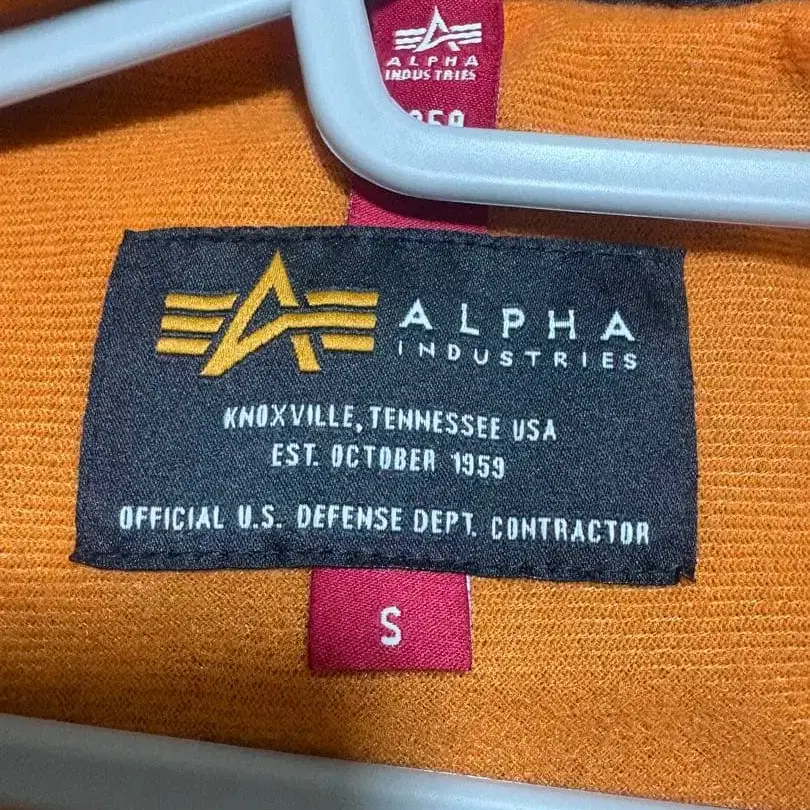 ALPHA
INDUSTRIES
ALPHA
INDUSTRIES
KNOXVILLE, TENNESSEE USA
EST. OCTOBER 1959
OFFICIAL U.S. DEFENSE DEPT. CONTRACTOR
S